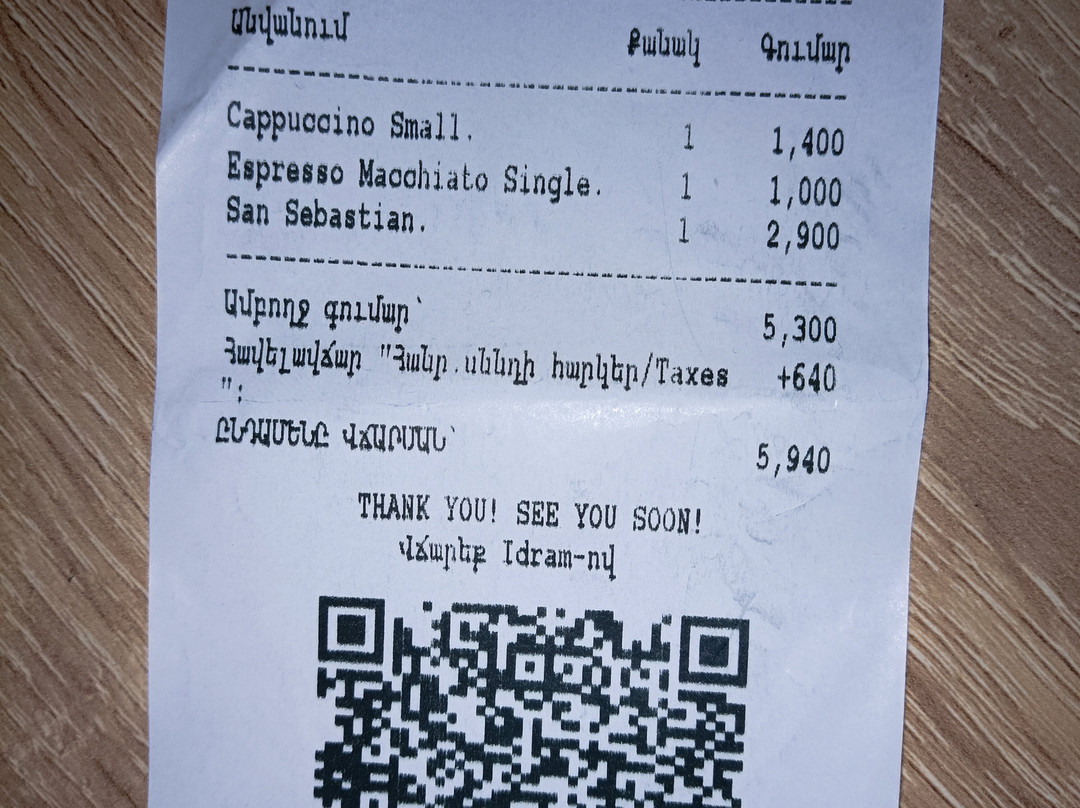 Անվանում Քանակ Գումար
Cappuccino Small. 1 1,400
Espresso Macchiato Single. 1 1,000
San Sebastian. 1 2,900
Ամբողջ գումար՝ 5,300
Հավելավճար "Հանր.սննդի հարկեր/Taxes +640
":
ԸՆԴԱՄԵՆԸ ՎՃԱՐՄԱՆ՝ 5,940
THANK YOU! SEE YOU SOON!
Վճարեք Idram-ով